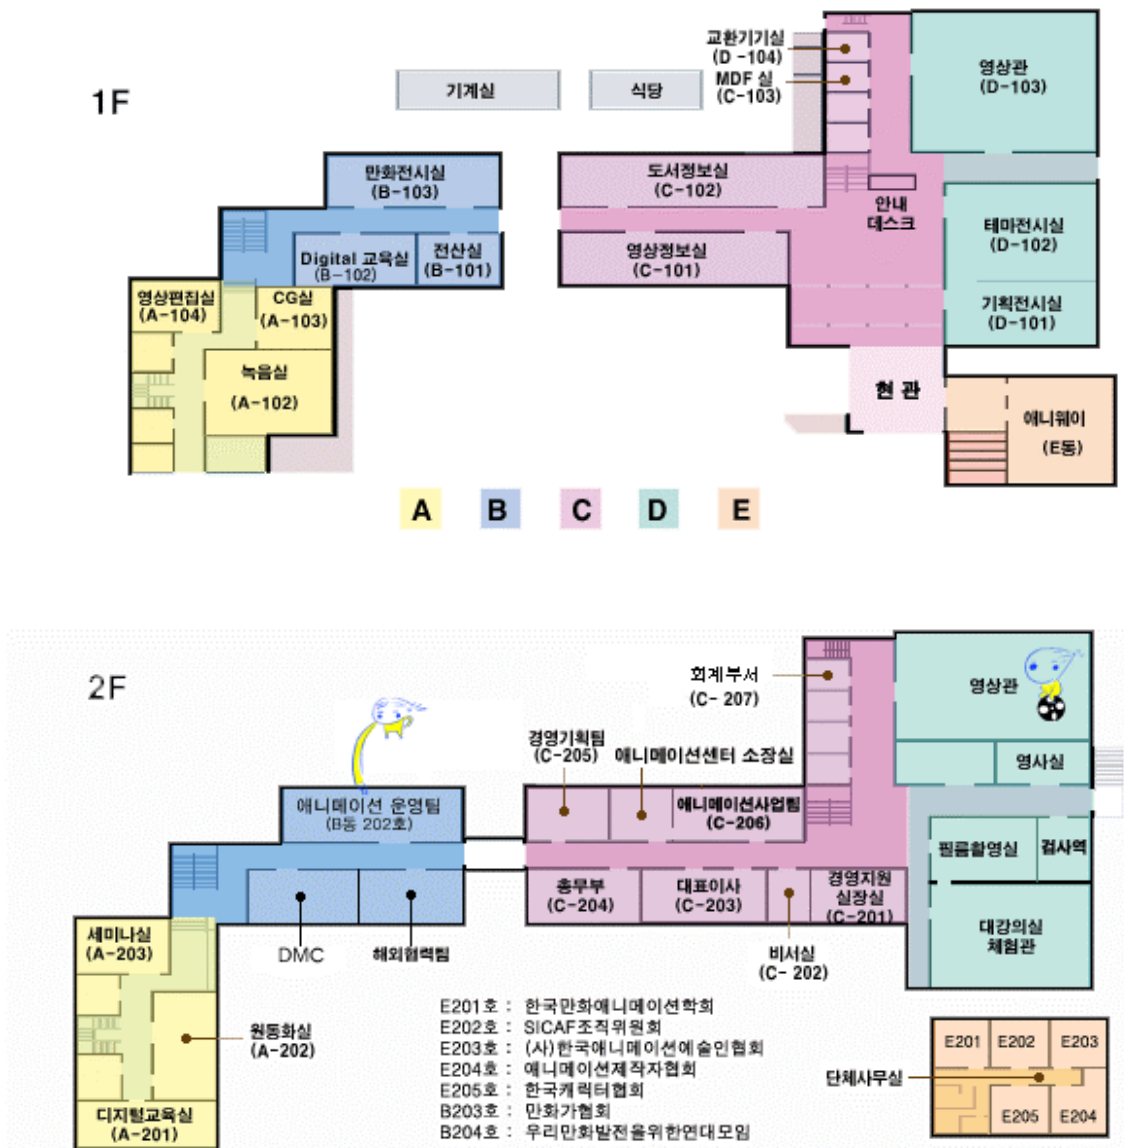 1F
기계실
식당
교환기기실
(D -104)
MDF 실
(C-103)
영상관
(D-103)
만화전시실
(B-103)
도서정보실
(C-102)
안내
데스크
테마전시실
(D-102)
Digital 교육실
(B-102)
전산실
(B-101)
영상정보실
(C-101)
기획전시실
(D-101)
영상편집실
(A-104)
CG실
(A-103)
녹음실
(A-102)
현 관
애니웨이
(E동)
A
B
C
D
E
2F
회계부서
(C- 207)
영상관
경영기획팀
(C-205)
애니메이션센터 소장실
영사실
애니메이션 운영팀
(B동 202호)
애니메이션사업팀
(C-206)
필름촬영실
검사역
총무부
(C-204)
대표이사
(C-203)
경영지원
실장실
(C-201)
대강의실
체험관
세미나실
(A-203)
DMC
해외협력팀
비서실
(C- 202)
원동화실
(A-202)
디지털교육실
(A-201)
E201호 : 한국만화애니메이션학회
E202호 : SICAF조직위원회
E203호 : (사)한국애니메이션예술인협회
E204호 : 애니메이션제작자협회
E205호 : 한국캐릭터협회
B203호 : 만화가협회
B204호 : 우리만화발전을위한연대모임
E201
E202
E203
단체사무실
E205
E204